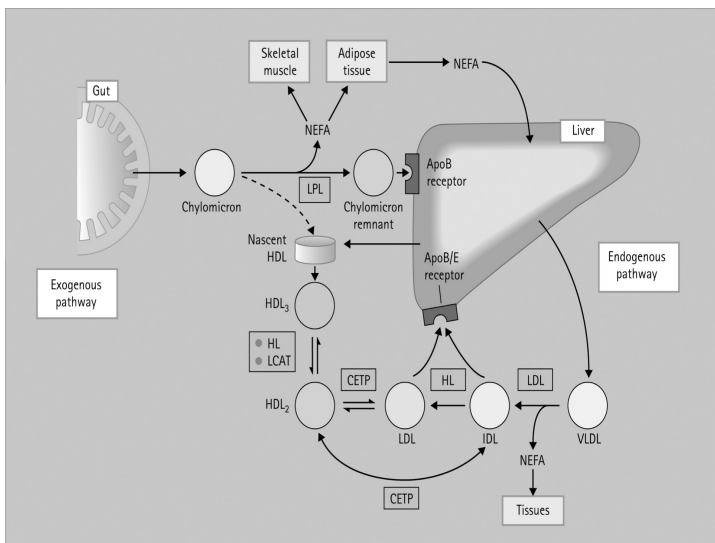 Skeletal
muscle
Adipose
tissue
NEFA
Gut
NEFA
Liver
LPL
ApoB
receptor
Chylomicron
Chylomicron
remnant
Nascent
HDL
ApoB/E
receptor
Exogenous
pathway
Endogenous
pathway
HDL3
HL
LCAT
CETP
HL
LDL
HDL2
LDL
IDL
VLDL
NEFA
CETP
Tissues